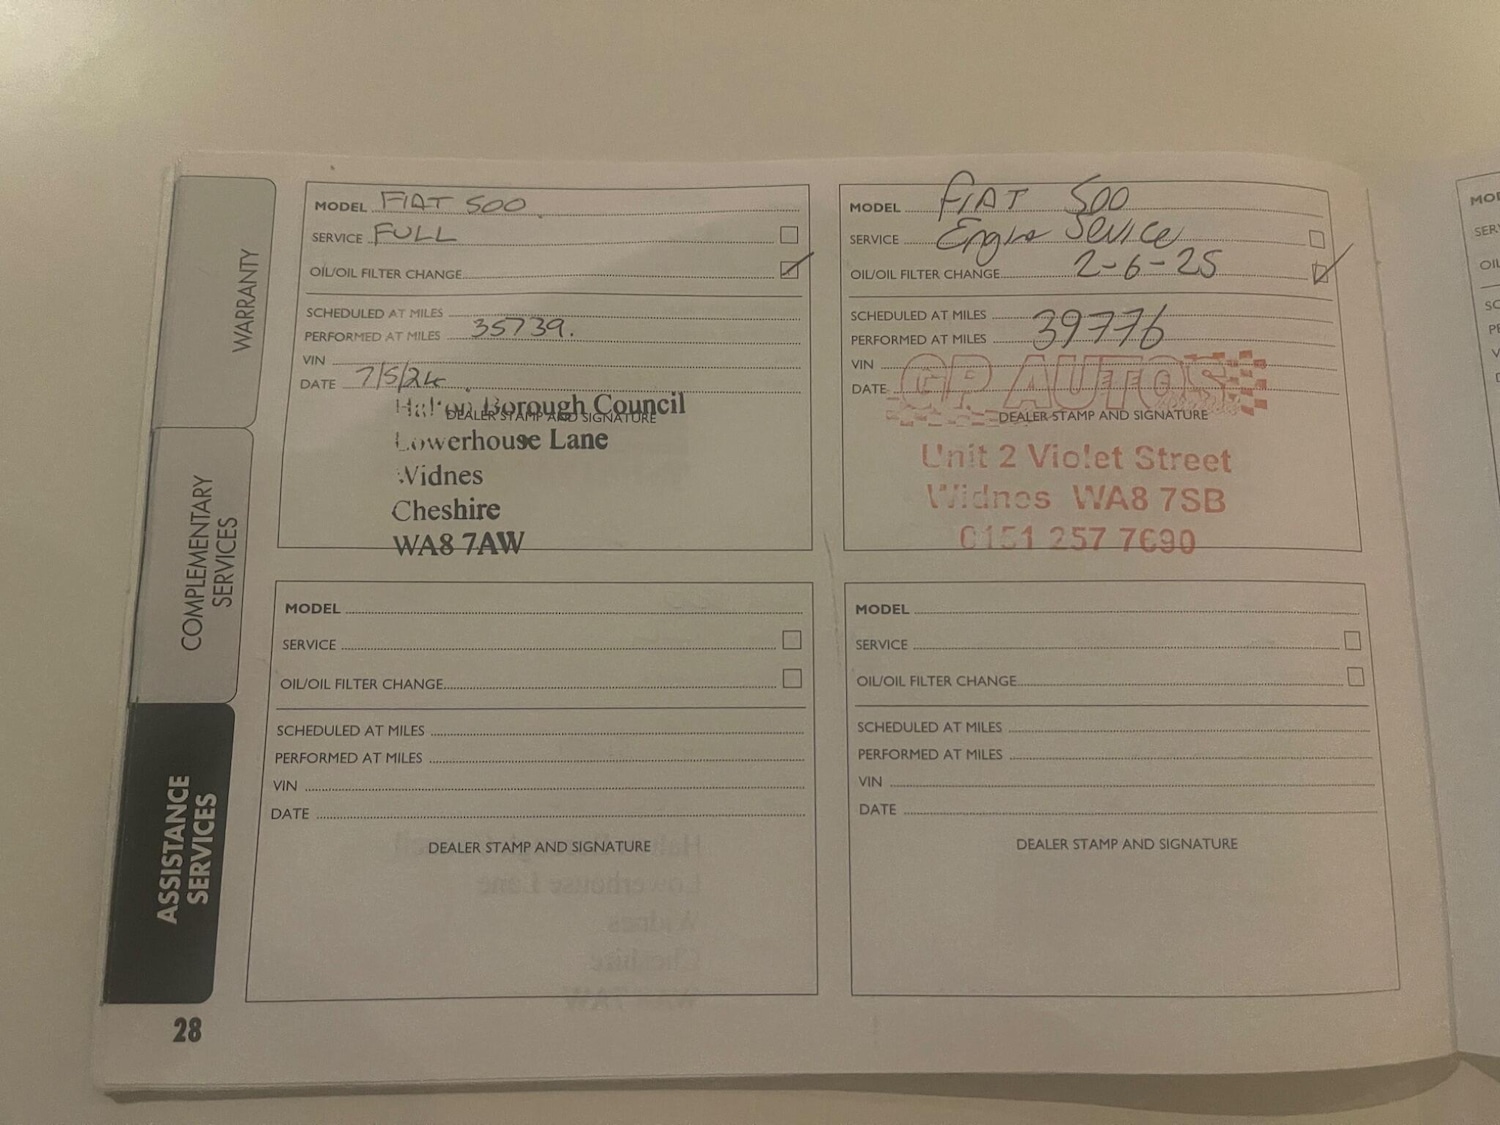 WARRANTY
COMPLEMENTARY
SERVICES
ASSISTANCE
SERVICES
MODEL FIAT 500
SERVICE FULL
OIL/OIL FILTER CHANGE
SCHEDULED AT MILES
PERFORMED AT MILES 35739.
VIN
DATE 7/5/24
DEALER STAMP AND SIGNATURE
Halton Borough Council
Lowerhouse Lane
Widnes
Cheshire
WA8 7AW
MODEL FIAT 500
SERVICE Engine Service
OIL/OIL FILTER CHANGE 2-6-25
SCHEDULED AT MILES
PERFORMED AT MILES 39776
VIN
DATE
GP AUTOS
DEALER STAMP AND SIGNATURE
Unit 2 Violet Street
Widnes WA8 7SB
0151 257 7690
MODEL
SERVICE
OIL/OIL FILTER CHANGE
SCHEDULED AT MILES
PERFORMED AT MILES
VIN
DATE
DEALER STAMP AND SIGNATURE
MODEL
SERVICE
OIL/OIL FILTER CHANGE
SCHEDULED AT MILES
PERFORMED AT MILES
VIN
DATE
DEALER STAMP AND SIGNATURE
28